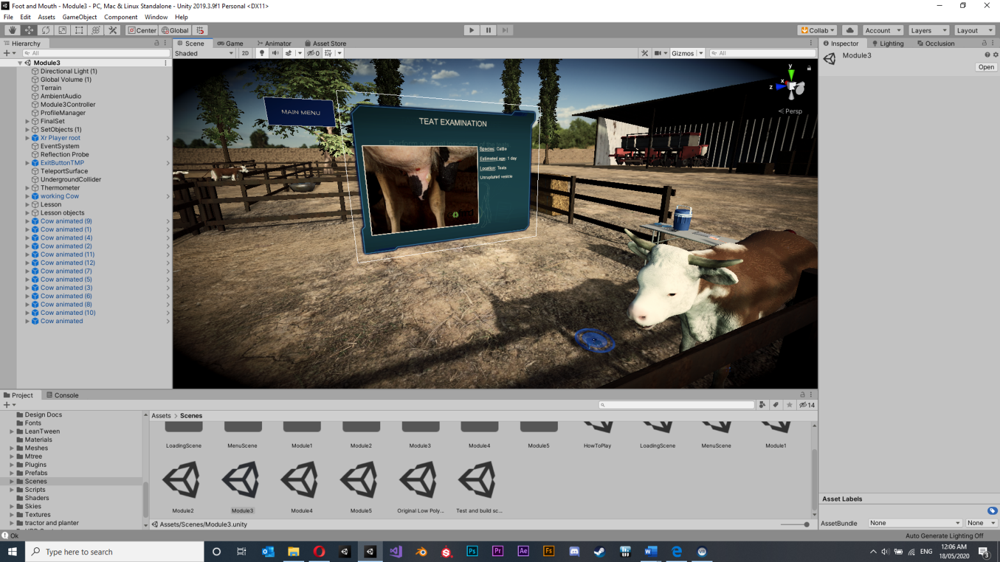 Foot and Mouth - Module3 - PC, Mac & Linux Standalone - Unity 2019.3.9f1 Personal <DX11>
File Edit Assets GameObject Component Window Help
Center Global Collab Account Layers Layout
Hierarchy
All
Module3
Directional Light (1)
Global Volume (1)
Terrain
AmbientAudio
Module3Controller
ProfileManager
FinalSet
SetObjects (1)
Xr Player root
EventSystem
Reflection Probe
ExitButtonTMP
TeleportSurface
UndergroundCollider
Thermometer
working Cow
Lesson
Lesson objects
Cow animated (9)
Cow animated (1)
Cow animated (4)
Cow animated (2)
Cow animated (11)
Cow animated (12)
Cow animated (7)
Cow animated (5)
Cow animated (3)
Cow animated (6)
Cow animated (8)
Cow animated (10)
Cow animated
Scene Game Animator Asset Store
Shaded 2D 0 Gizmos All
y
x
z
Persp
MAIN MENU
TEAT EXAMINATION
Species: Cattle
Estimated age: 1 day
Location: Teats
Unruptured vesicle
Inspector Lighting Occlusion
Module3
Open
Project Console
14
Design Docs
Fonts
LeanTween
Materials
Meshes
Mtree
Plugins
Prefabs
Scenes
Scripts
Shaders
Skies
Textures
tractor and planter
Assets > Scenes
LoadingScene MenuScene Module1 Module2 Module3 Module4 Module5 HowToPlay LoadingScene MenuScene Module1
Module2 Module3 Module4 Module5 Original Low Poly... Test and build sc...
Assets/Scenes/Module3.unity
Asset Labels
AssetBundle None None
Ok
Auto Generate Lighting Off
Type here to search
Ps Pr Ae Fs
ENG
12:06 AM
18/05/2020
3